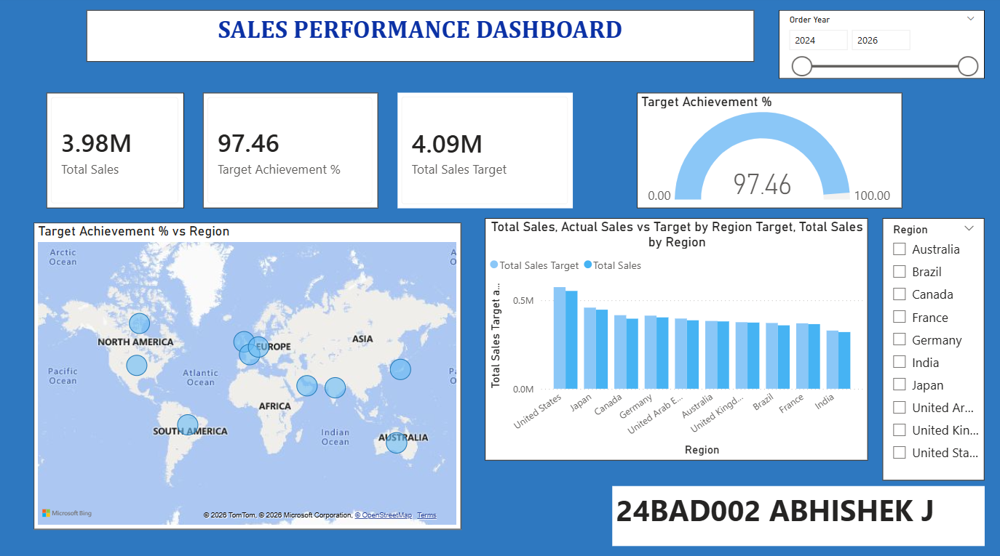 SALES PERFORMANCE DASHBOARD
Order Year
2024
2026
3.98M
Total Sales
97.46
Target Achievement %
4.09M
Total Sales Target
Target Achievement %
97.46
0.00
100.00
Target Achievement % vs Region
Arctic
Ocean
A
O
NORTH AMERICA
EUROPE
ASIA
Pacific
Ocean
Atlantic
Ocean
P
O
AFRICA
SOUTH AMERICA
Indian
Ocean
AUSTRALIA
Microsoft Bing
© 2026 TomTom, © 2026 Microsoft Corporation, © OpenStreetMap Terms
Total Sales, Actual Sales vs Target by Region Target, Total Sales
by Region
Total Sales Target Total Sales
Total Sales Target a...
0.5M
0.0M
United States
Japan
Canada
Germany
United Arab E...
Australia
United Kingd...
Brazil
France
India
Region
Region
Australia
Brazil
Canada
France
Germany
India
Japan
United Ar...
United Kin...
United Sta...
24BAD002 ABHISHEK J